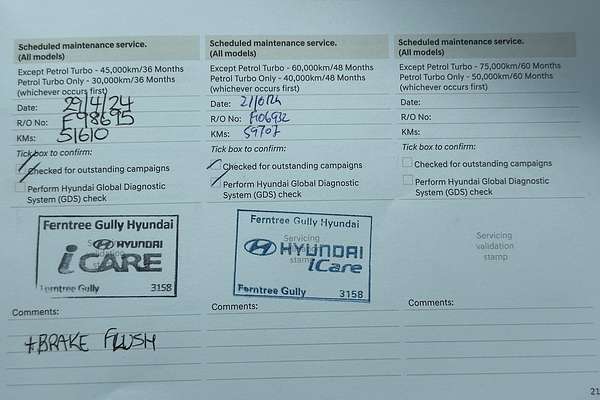 Scheduled maintenance service.
(All models)
Except Petrol Turbo - 45,000km/36 Months
Petrol Turbo Only - 30,000km/36 Months
(whichever occurs first)
Date: 29/4/24
R/O No: F98695
KMs: 51610
Tick box to confirm:
Checked for outstanding campaigns
Perform Hyundai Global Diagnostic
System (GDS) check
Ferntree Gully Hyundai
HYUNDAI
iCARE
Ferntree Gully 3158
Comments:
+BRAKE FLUSH
Scheduled maintenance service.
(All models)
Except Petrol Turbo - 60,000km/48 Months
Petrol Turbo Only - 40,000km/48 Months
(whichever occurs first)
Date:
R/O No: F106932
KMs: 59707
Tick box to confirm:
Checked for outstanding campaigns
Perform Hyundai Global Diagnostic
System (GDS) check
Ferntree Gully Hyundai
Servicing
HYUNDAI
stamp iCare
Ferntree Gully 3158
Comments:
Scheduled maintenance service.
(All models)
Except Petrol Turbo - 75,000km/60 Months
Petrol Turbo Only - 50,000km/60 Months
(whichever occurs first)
Date:
R/O No:
KMs:
Tick box to confirm:
Checked for outstanding campaigns
Perform Hyundai Global Diagnostic
System (GDS) check
Servicing
validation
stamp
Comments:
21